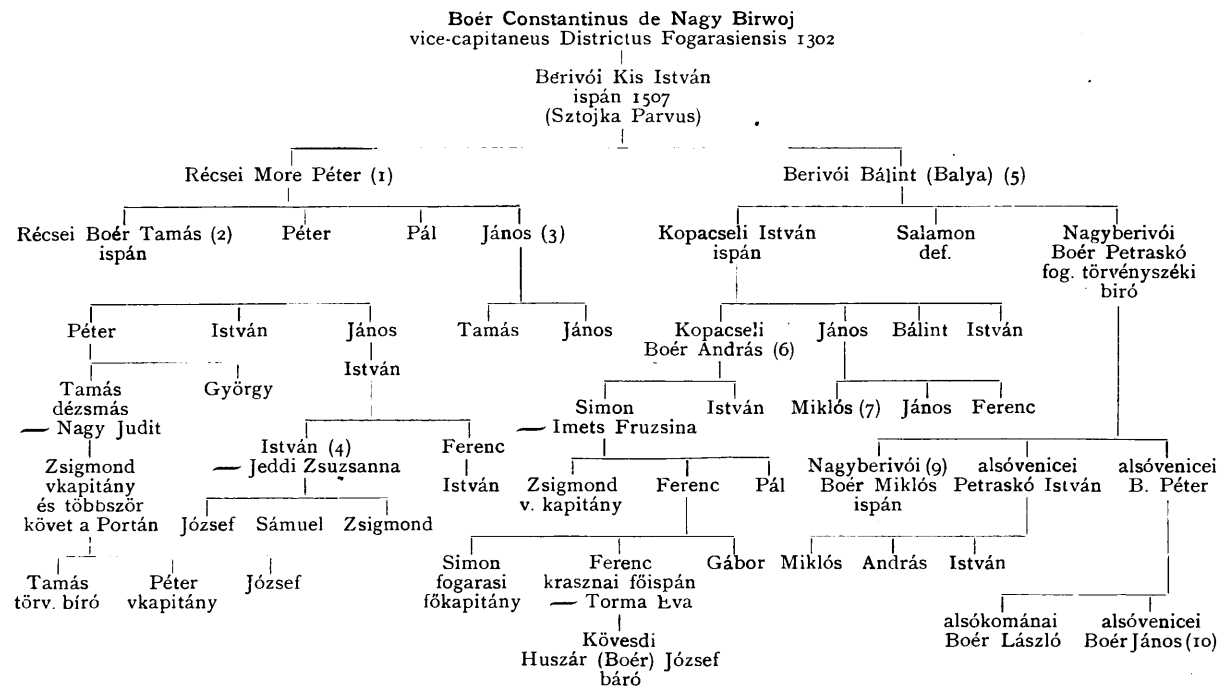 Boér Constantinus de Nagy Birwoj
vice-capitaneus Districtus Fogarasiensis 1302
Berivói Kis István
ispán 1507
(Sztojka Parvus)
Récsei More Péter (1)
Berivói Bálint (Balya) (5)
Récsei Boér Tamás (2)
ispán
Péter
Pál
János (3)
Kopacseli István
ispán
Salamon
def.
Nagyberivói
Boér Petraskó
fog. törvényszéki
biró
Péter
István
János
Tamás
János
Kopacseli
Boér András (6)
János
Bálint
István
István
Tamás
dézsmás
— Nagy Judit
György
Simon
— Imets Fruzsina
István
Miklós (7)
János
Ferenc
István (4)
— Jeddi Zsuzsanna
Ferenc
Zsigmond
vkapitány
és többször
követ a Portán
István
Zsigmond
v. kapitány
Ferenc
Pál
Nagyberivói (9)
Boér Miklós
ispán
alsóvenicei
Petraskó István
alsóvenicei
B. Péter
József
Sámuel
Zsigmond
Tamás
törv. bíró
Péter
vkapitány
József
Simon
fogarasi
főkapitány
Ferenc
krasznai főispán
— Torma Eva
Gábor
Miklós
András
István
Kövesdi
Huszár (Boér) József
báró
alsókománai
Boér László
alsóvenicei
Boér János (10)